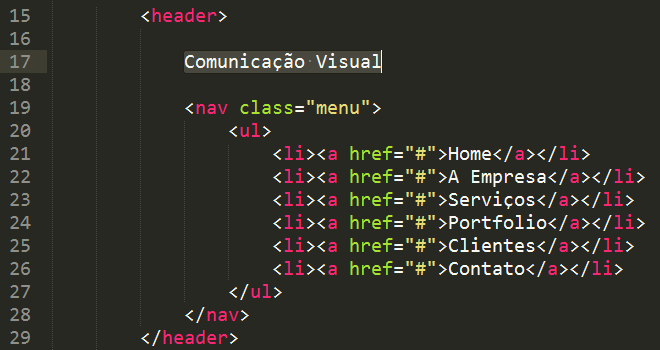 15 <header>
16
17 Comunicação Visual
18
19 <nav class="menu">
20 <ul>
21 <li><a href="#">Home</a></li>
22 <li><a href="#">A Empresa</a></li>
23 <li><a href="#">Serviços</a></li>
24 <li><a href="#">Portfolio</a></li>
25 <li><a href="#">Clientes</a></li>
26 <li><a href="#">Contato</a></li>
27 </ul>
28 </nav>
29 </header>